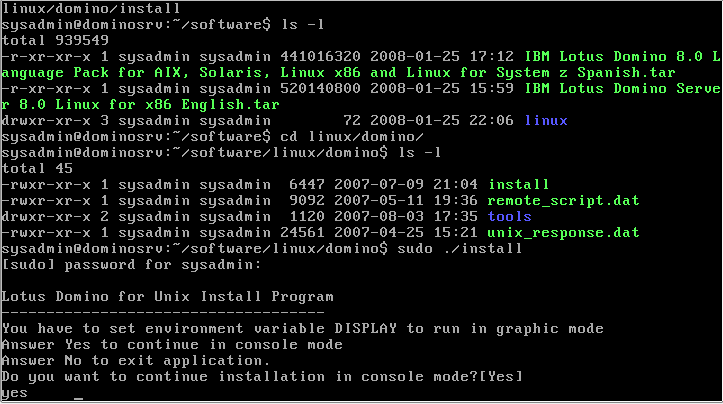 linux/domino/install
sysadmin@dominosrv:~/software$ ls -l
total 939549
-r-xr-xr-x 1 sysadmin sysadmin 441016320 2008-01-25 17:12 IBM Lotus Domino 8.0 L
anguage Pack for AIX, Solaris, Linux x86 and Linux for System z Spanish.tar
-r-xr-xr-x 1 sysadmin sysadmin 520140800 2008-01-25 15:59 IBM Lotus Domino Serve
r 8.0 Linux for x86 English.tar
drwxr-xr-x 3 sysadmin sysadmin        72 2008-01-25 22:06 linux
sysadmin@dominosrv:~/software$ cd linux/domino/
sysadmin@dominosrv:~/software/linux/domino$ ls -l
total 45
-rwxr-xr-x 1 sysadmin sysadmin  6447 2007-07-09 21:04 install
-rwxr-xr-x 1 sysadmin sysadmin  9092 2007-05-11 19:36 remote_script.dat
drwxr-xr-x 2 sysadmin sysadmin  1120 2007-08-03 17:35 tools
-rwxr-xr-x 1 sysadmin sysadmin 24561 2007-04-25 15:21 unix_response.dat
sysadmin@dominosrv:~/software/linux/domino$ sudo ./install
[sudo] password for sysadmin:
Lotus Domino for Unix Install Program
-----------------------------------
You have to set environment variable DISPLAY to run in graphic mode
Answer Yes to continue in console mode
Answer No to exit application.
Do you want to continue installation in console mode?[Yes]
yes     _